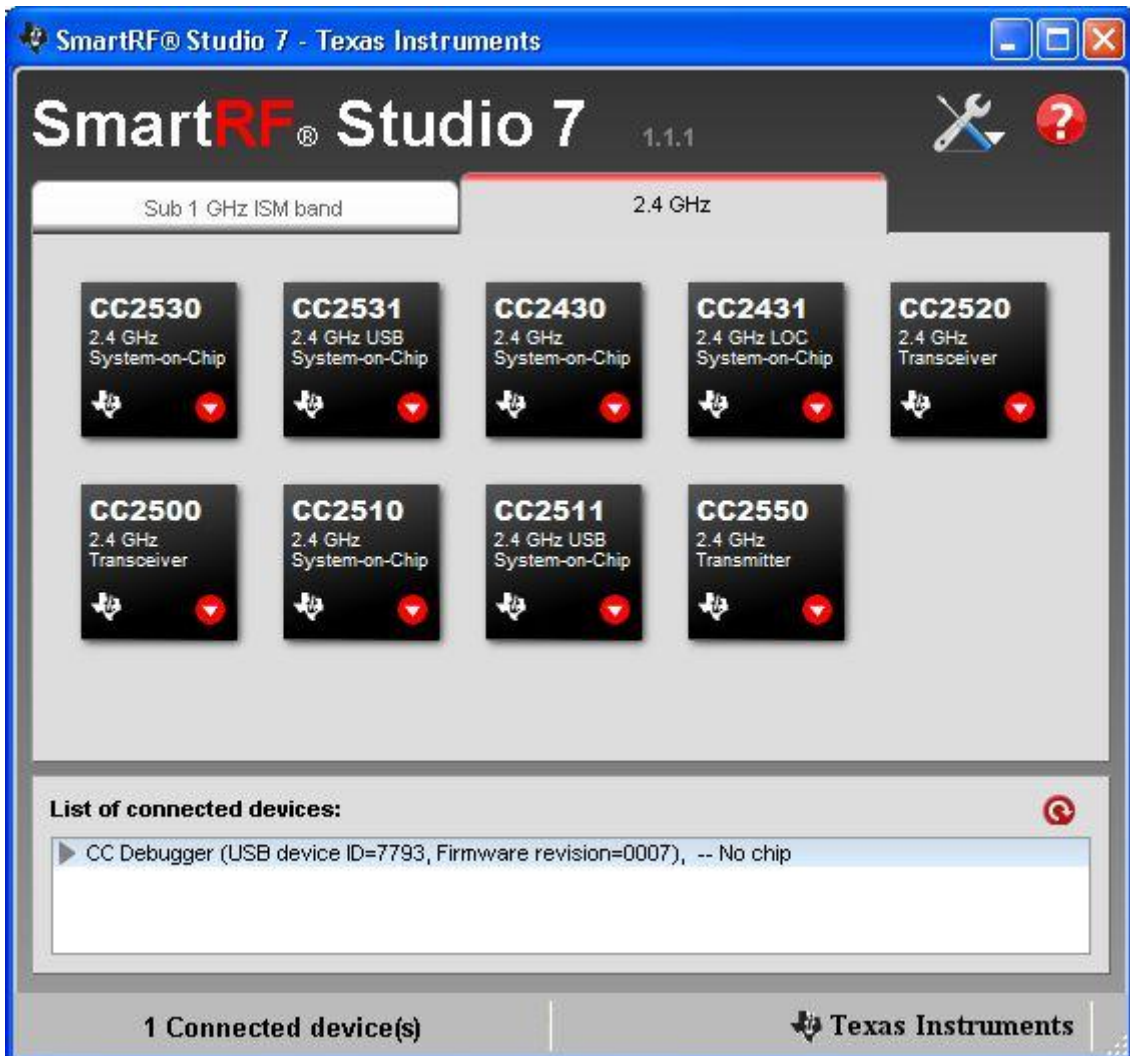 SmartRF® Studio 7 - Texas Instruments
SmartRF® Studio 7 1.1.1
Sub 1 GHz ISM band
2.4 GHz
CC2530
2.4 GHz
System-on-Chip
CC2531
2.4 GHz USB
System-on-Chip
CC2430
2.4 GHz
System-on-Chip
CC2431
2.4 GHz LOC
System-on-Chip
CC2520
2.4 GHz
Transceiver
CC2500
2.4 GHz
Transceiver
CC2510
2.4 GHz
System-on-Chip
CC2511
2.4 GHz USB
System-on-Chip
CC2550
2.4 GHz
Transmitter
List of connected devices:
CC Debugger (USB device ID=7793, Firmware revision=0007), -- No chip
1 Connected device(s)
Texas Instruments